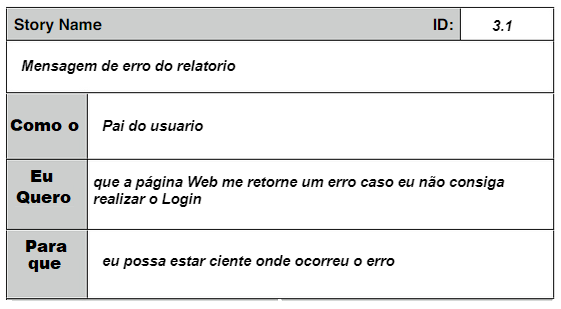 Story Name ID: 3.1
Mensagem de erro do relatorio
Como o Pai do usuario
Eu Quero
que a página Web me retorne um erro caso eu não consiga
realizar o Login
Para que
eu possa estar ciente onde ocorreu o erro